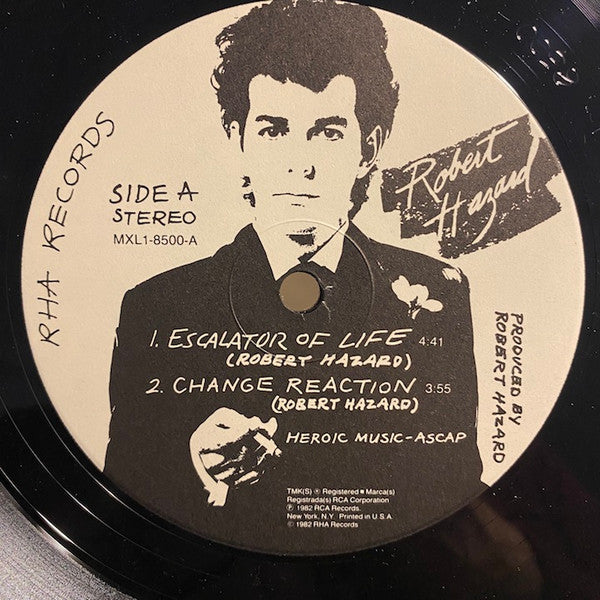 RHA RECORDS
SIDE A
STEREO
MXL1-8500-A
Robert
Hazard
1. ESCALATOR OF LIFE 4:41
(ROBERT HAZARD)
2. CHANGE REACTION 3:55
(ROBERT HAZARD)
HEROIC MUSIC-ASCAP
PRODUCED BY
ROBERT HAZARD
TMK(S) ® Registered • Marca(s)
Registrada(s) RCA Corporation
℗ 1982 RCA Records.
New York, N.Y. Printed in U.S.A.
© 1982 RHA Records